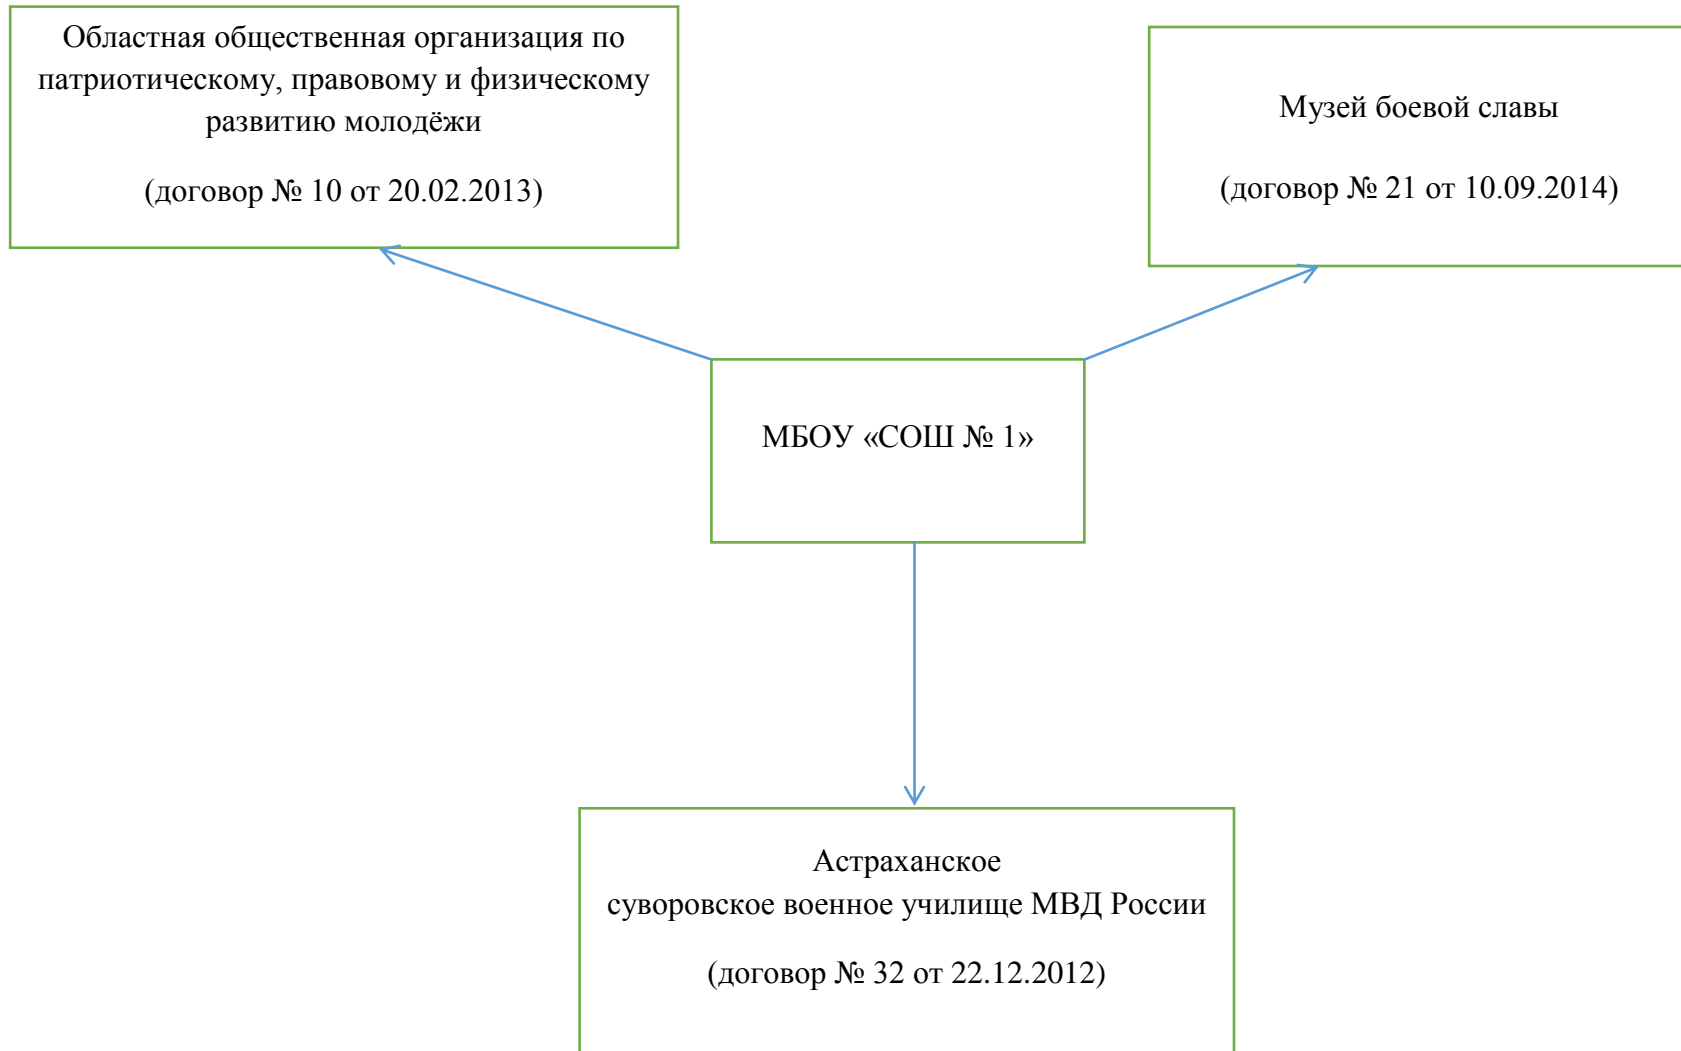 Областная общественная организация по
патриотическому, правовому и физическому
развитию молодёжи
(договор № 10 от 20.02.2013)
Музей боевой славы
(договор № 21 от 10.09.2014)
МБОУ «СОШ № 1»
Астраханское
суворовское военное училище МВД России
(договор № 32 от 22.12.2012)